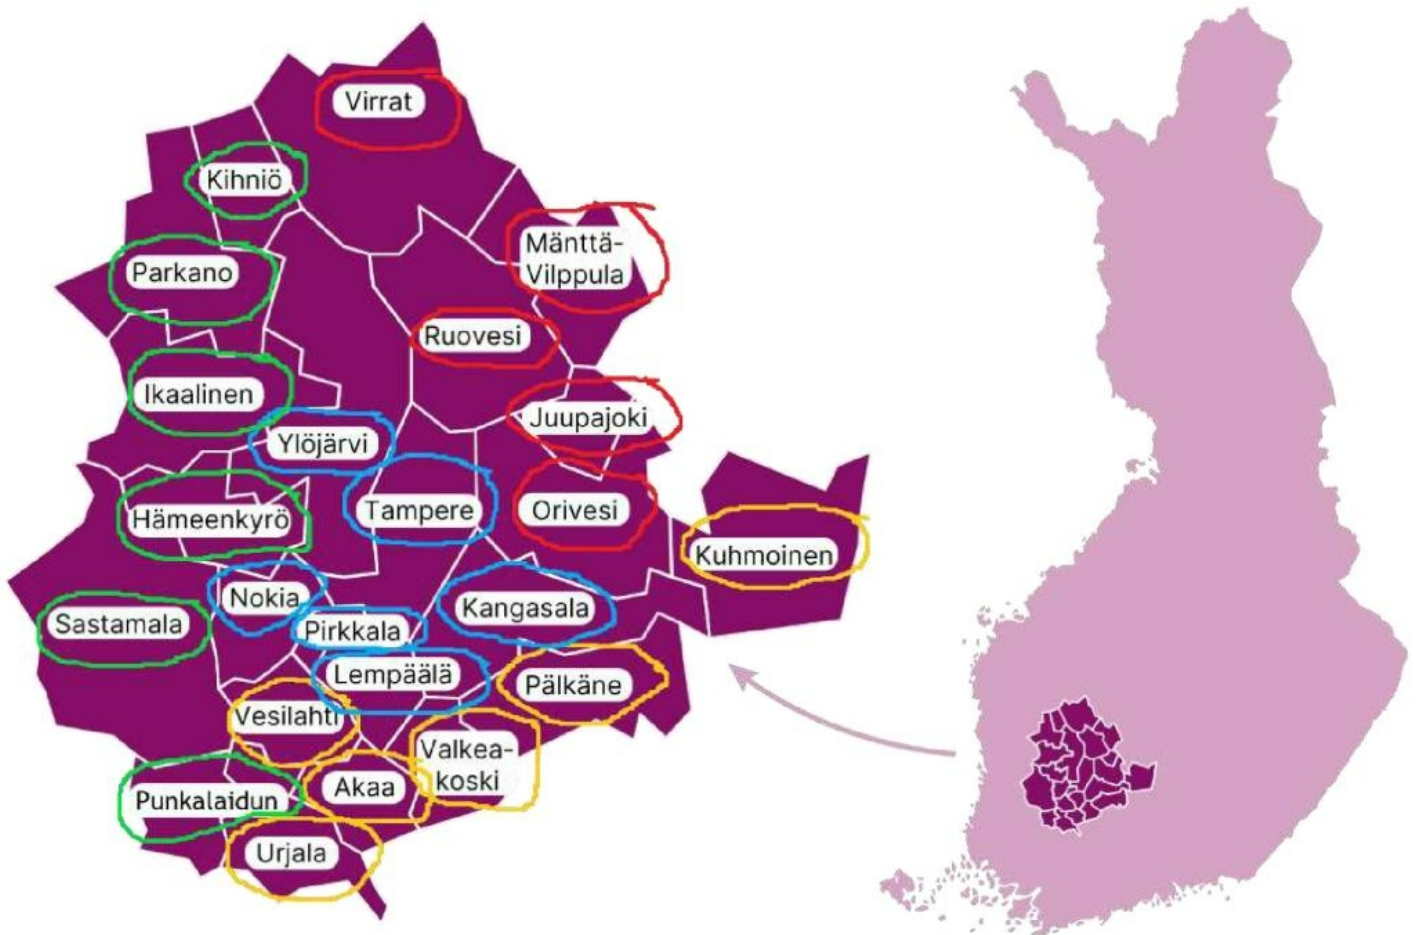 Virrat
Kihniö
Mänttä-
Vilppula
Parkano
Ruovesi
Ikaalinen
Juupajoki
Ylöjärvi
Hämeenkyrö
Tampere
Orivesi
Kuhmoinen
Nokia
Kangasala
Sastamala
Pirkkala
Lempäälä
Pälkäne
Vesilahti
Valkea-
koski
Akaa
Punkalaidun
Urjala